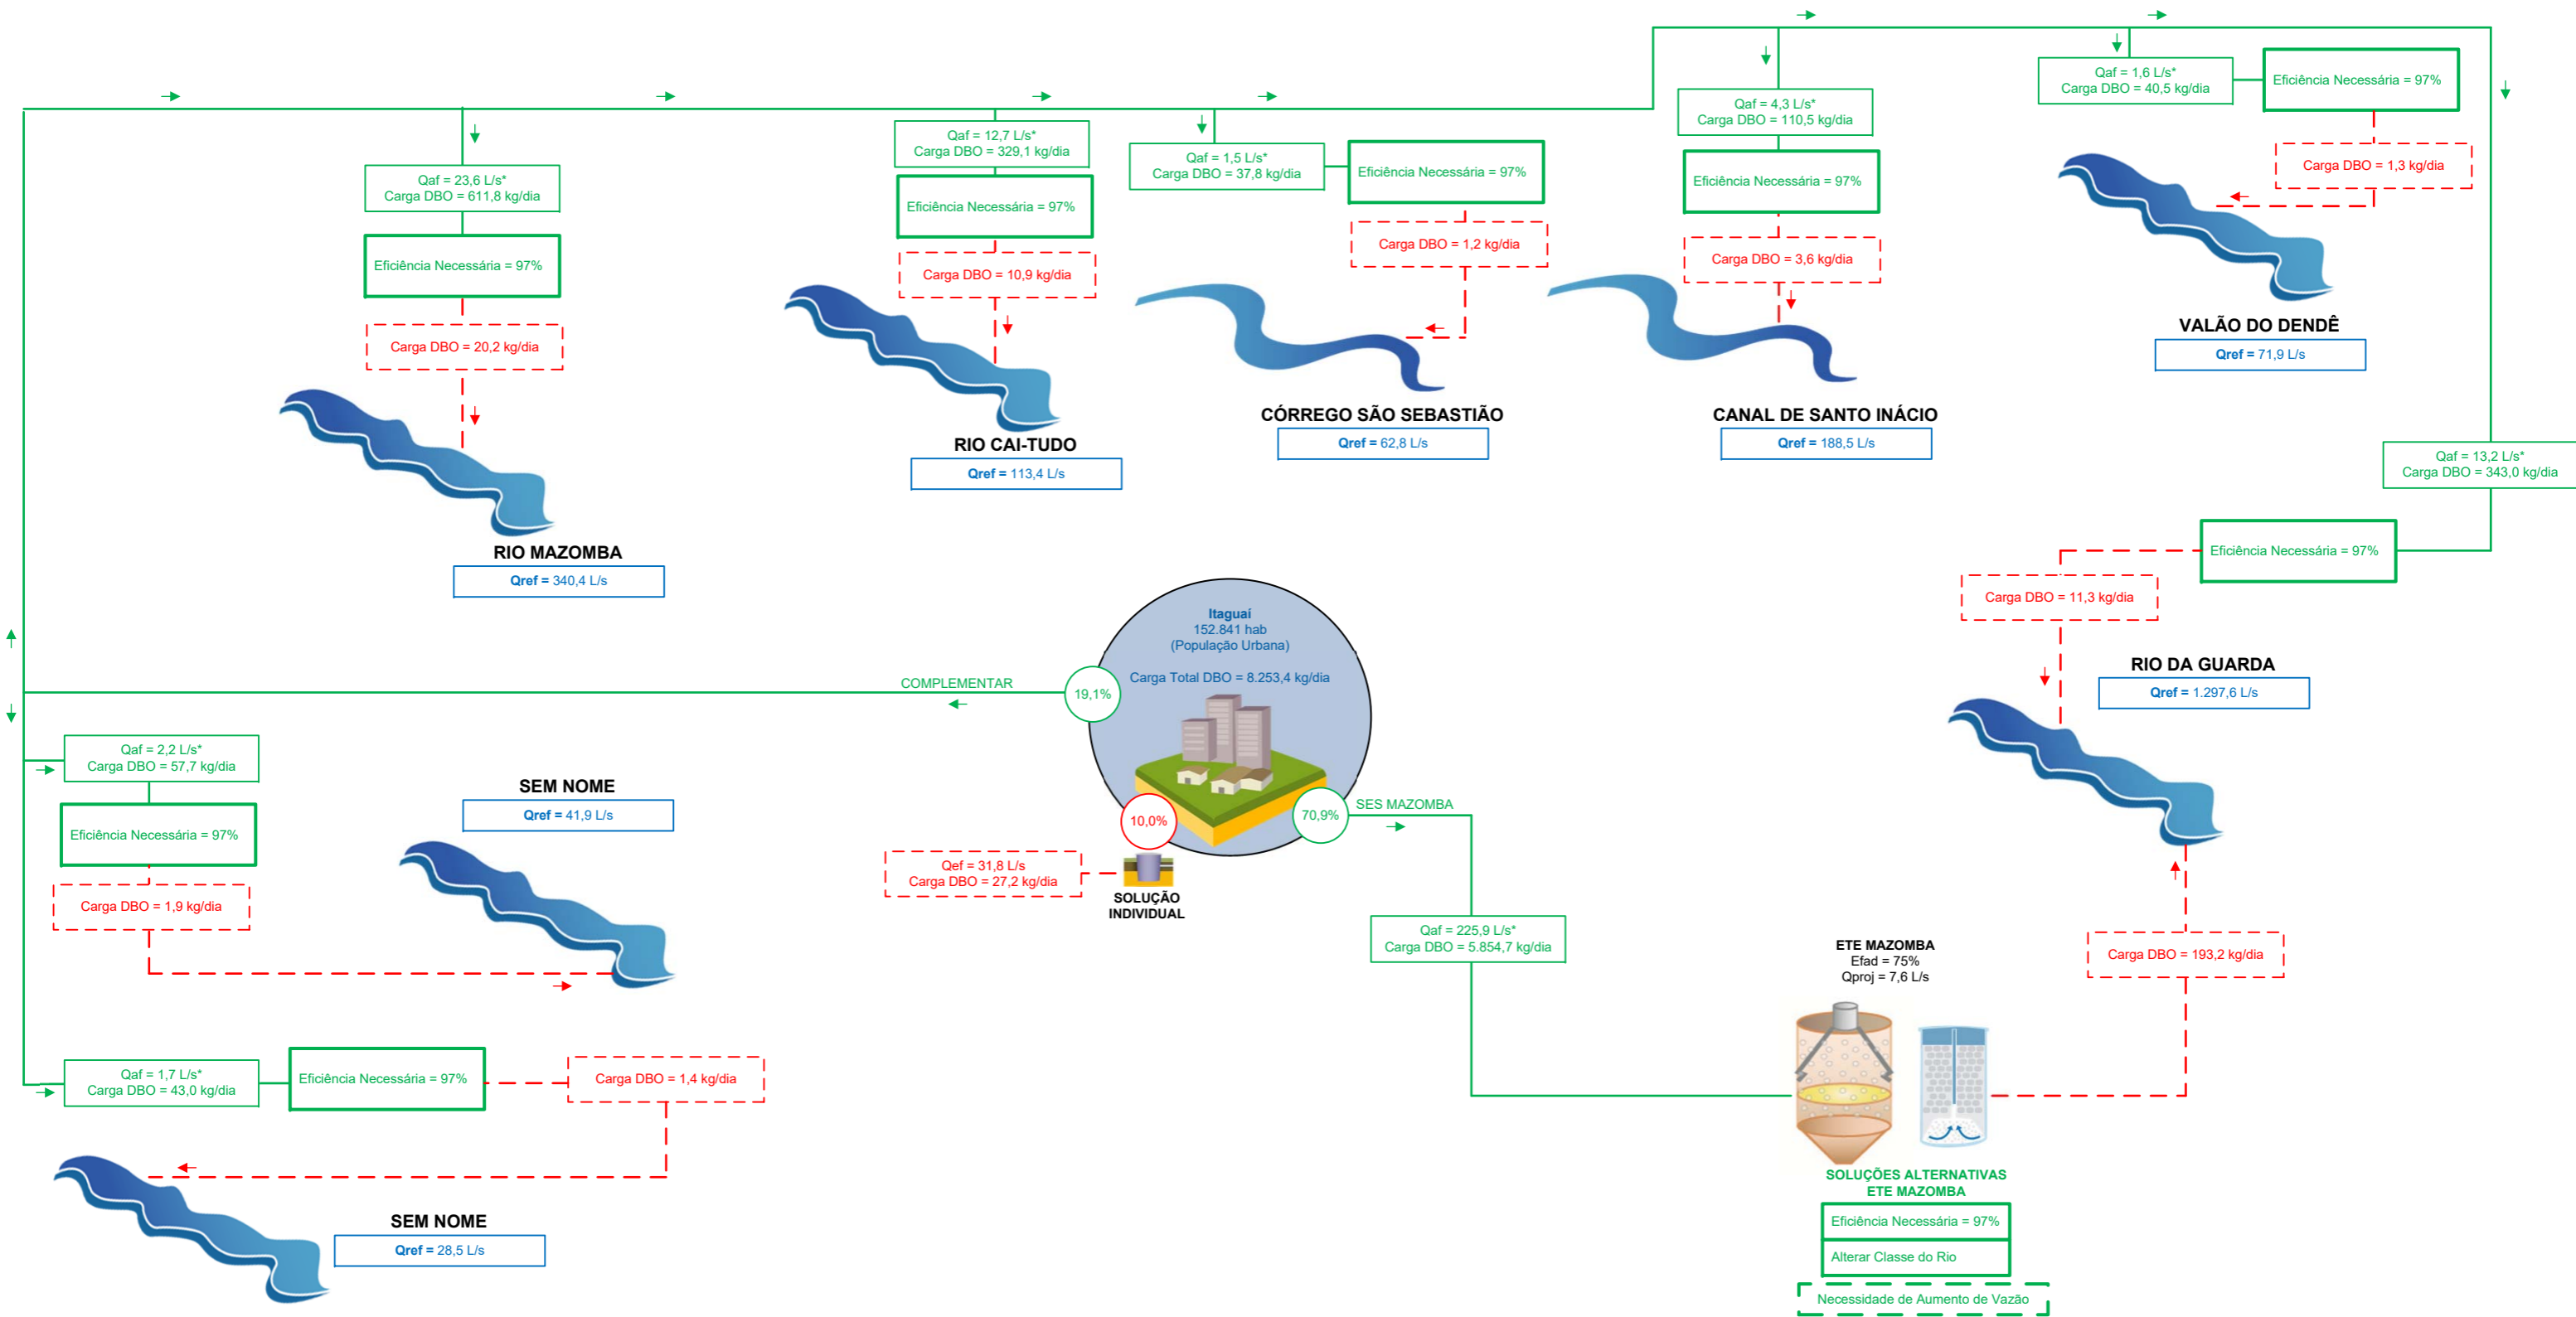 Qaf = 23,6 L/s*
Carga DBO = 611,8 kg/dia
Eficiência Necessária = 97%
Carga DBO = 20,2 kg/dia
RIO MAZOMBA
Qref = 340,4 L/s
Qaf = 12,7 L/s*
Carga DBO = 329,1 kg/dia
Eficiência Necessária = 97%
Carga DBO = 10,9 kg/dia
RIO CAI-TUDO
Qref = 113,4 L/s
Qaf = 1,5 L/s*
Carga DBO = 37,8 kg/dia
Eficiência Necessária = 97%
Carga DBO = 1,2 kg/dia
CÓRREGO SÃO SEBASTIÃO
Qref = 62,8 L/s
Qaf = 4,3 L/s*
Carga DBO = 110,5 kg/dia
Eficiência Necessária = 97%
Carga DBO = 3,6 kg/dia
CANAL DE SANTO INÁCIO
Qref = 188,5 L/s
Qaf = 1,6 L/s*
Carga DBO = 40,5 kg/dia
Eficiência Necessária = 97%
Carga DBO = 1,3 kg/dia
VALÃO DO DENDÊ
Qref = 71,9 L/s
Qaf = 13,2 L/s*
Carga DBO = 343,0 kg/dia
Eficiência Necessária = 97%
Carga DBO = 11,3 kg/dia
RIO DA GUARDA
Qref = 1.297,6 L/s
Itaguaí
152.841 hab
(População Urbana)
Carga Total DBO = 8.253,4 kg/dia
COMPLEMENTAR
19,1%
10,0%
70,9%
SES MAZOMBA
Qef = 31,8 L/s
Carga DBO = 27,2 kg/dia
SOLUÇÃO
INDIVIDUAL
Qaf = 2,2 L/s*
Carga DBO = 57,7 kg/dia
Eficiência Necessária = 97%
Carga DBO = 1,9 kg/dia
SEM NOME
Qref = 41,9 L/s
Qaf = 1,7 L/s*
Carga DBO = 43,0 kg/dia
Eficiência Necessária = 97%
Carga DBO = 1,4 kg/dia
SEM NOME
Qref = 28,5 L/s
Qaf = 225,9 L/s*
Carga DBO = 5.854,7 kg/dia
ETE MAZOMBA
Efad = 75%
Qproj = 7,6 L/s
Carga DBO = 193,2 kg/dia
SOLUÇÕES ALTERNATIVAS
ETE MAZOMBA
Eficiência Necessária = 97%
Alterar Classe do Rio
Necessidade de Aumento de Vazão